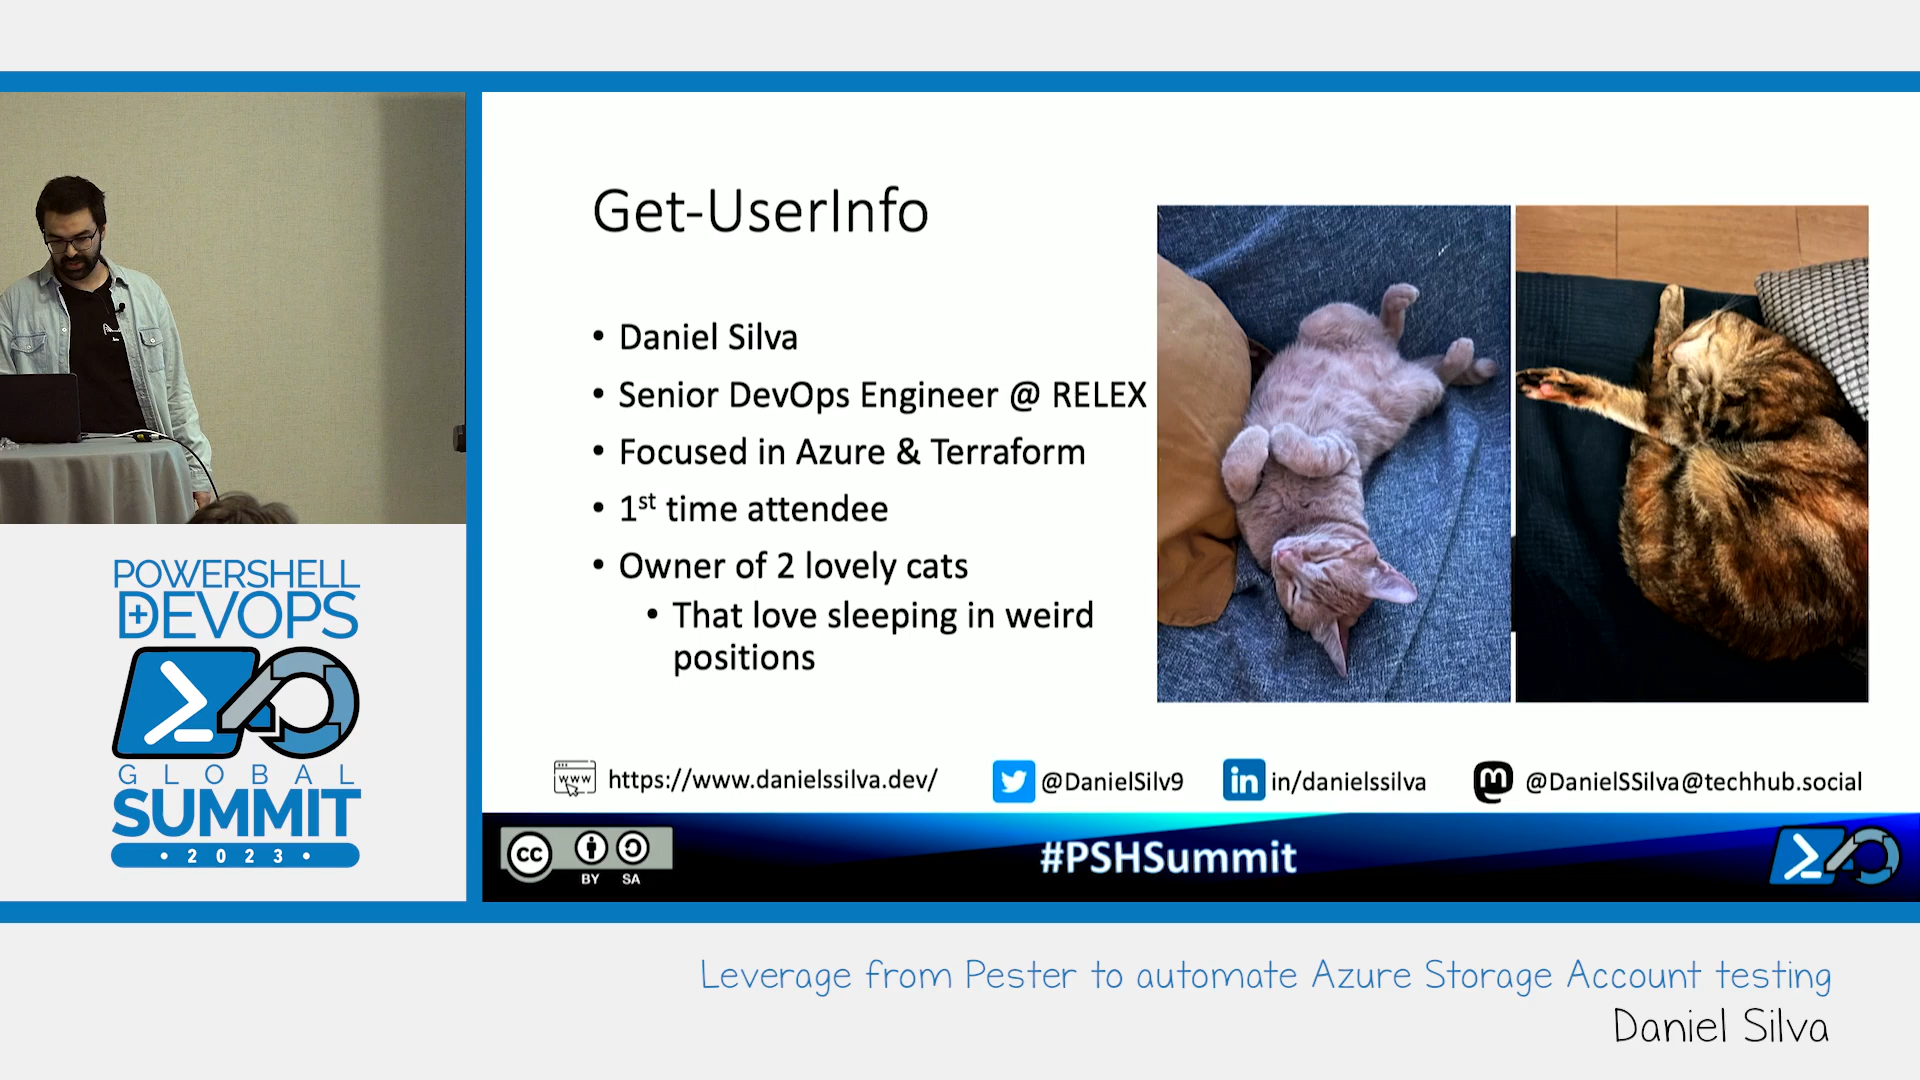 Get-UserInfo
• Daniel Silva
• Senior DevOps Engineer @ RELEX
• Focused in Azure & Terraform
• 1st time attendee
• Owner of 2 lovely cats
• That love sleeping in weird
positions
https://www.danielssilva.dev/
@DanielSilv9
in/danielssilva
@DanielSSilva@techhub.social
www
in
m
cc
BY SA
#PSHSummit
POWERSHELL
+DEVOPS
GLOBAL
SUMMIT
• 2023 •
Leverage from Pester to automate Azure Storage Account testing
Daniel Silva